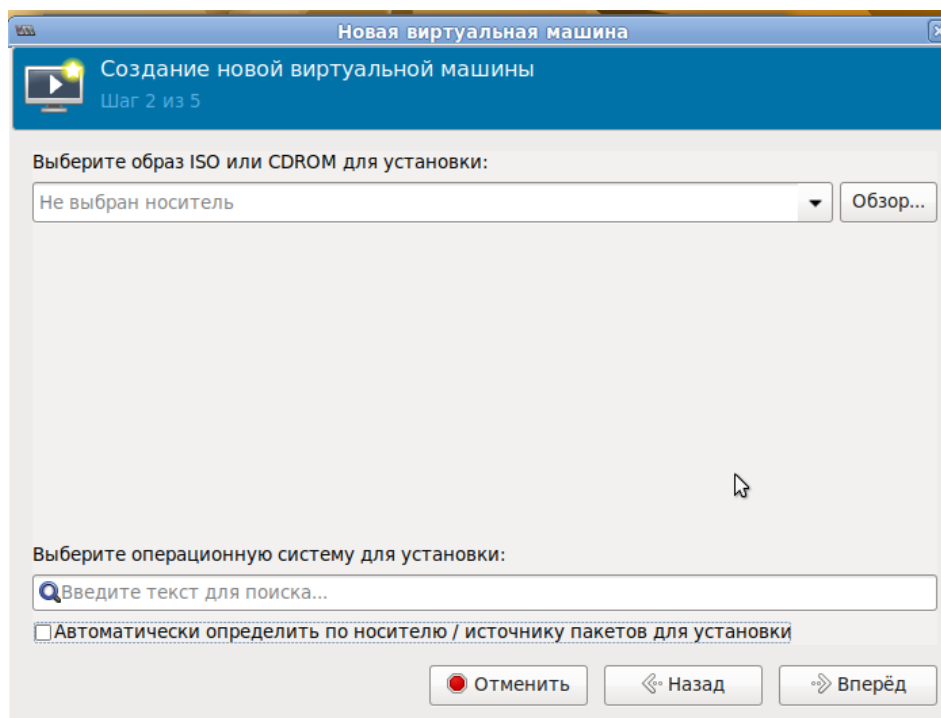 Новая виртуальная машина
Создание новой виртуальной машины
Шаг 2 из 5
Выберите образ ISO или CDROM для установки:
Не выбран носитель
Обзор...
Выберите операционную систему для установки:
Введите текст для поиска...
Автоматически определить по носителю / источнику пакетов для установки
Отменить
Назад
Вперёд